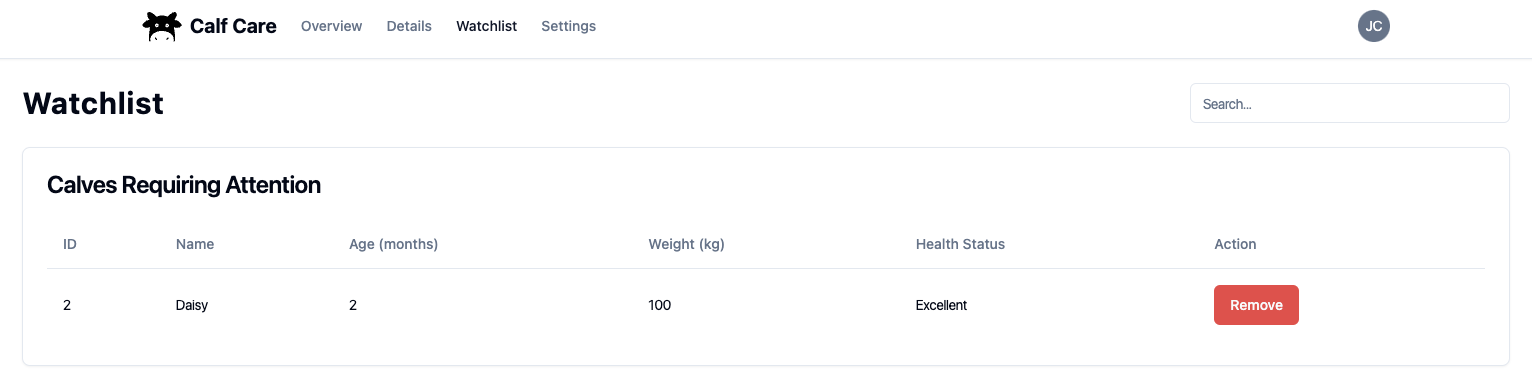 Calf Care Overview Details Watchlist Settings JC
Watchlist Search...
Calves Requiring Attention
ID Name Age (months) Weight (kg) Health Status Action
2 Daisy 2 100 Excellent Remove